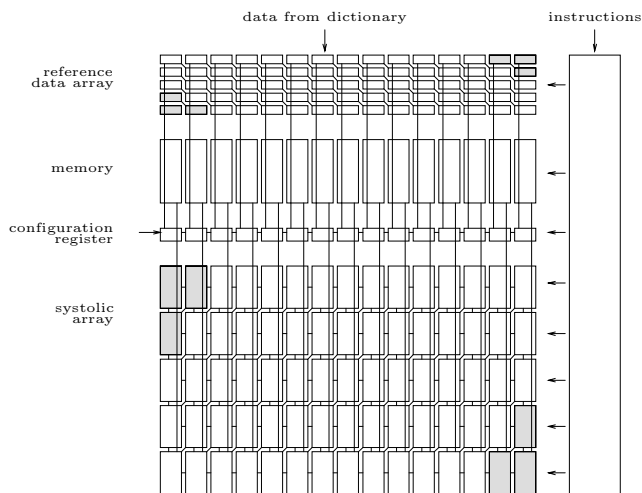 data from dictionary
instructions
reference
data array
memory
configuration
register
systolic
array